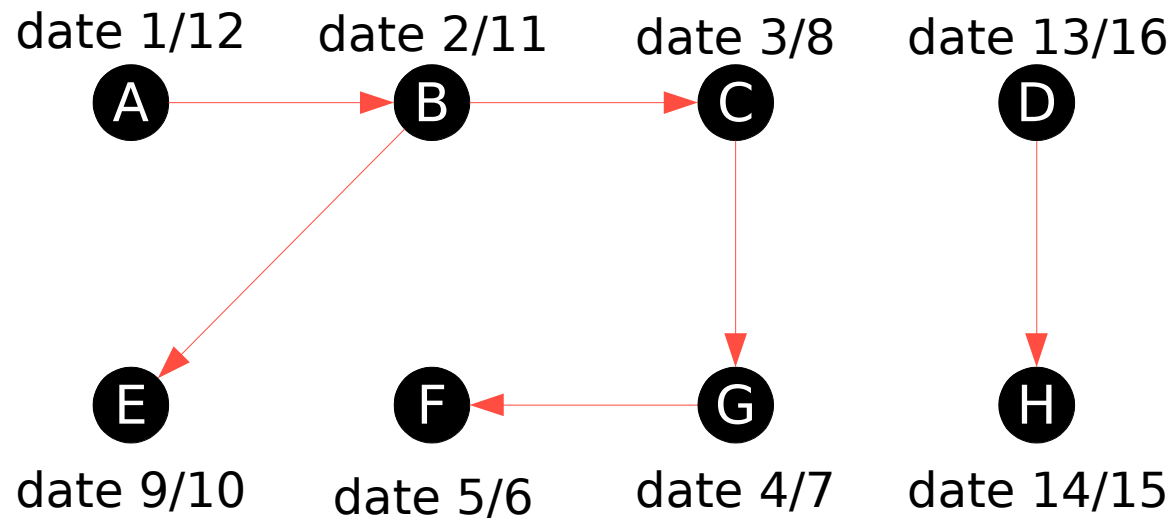 date 1/12 date 2/11 date 3/8 date 13/16
A B C D
E F G H
date 9/10 date 5/6 date 4/7 date 14/15